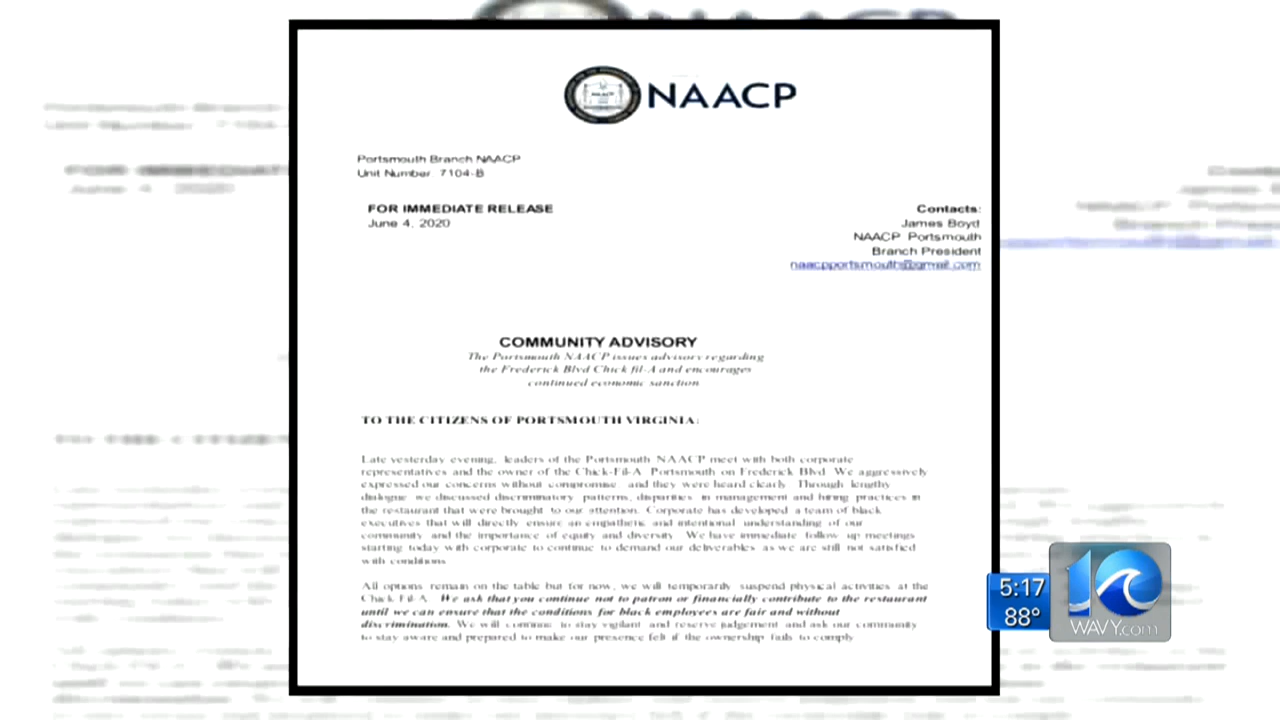 NAACP
Portsmouth Branch NAACP
Unit Number 7104-B
FOR IMMEDIATE RELEASE
June 4, 2020
Contacts:
James Boyd
NAACP Portsmouth
Branch President
naacpportsmouth@gmail.com
COMMUNITY ADVISORY
The Portsmouth NAACP issues advisory regarding
the Frederick Blvd Chick fil-A and encourages
continued economic sanction
TO THE CITIZENS OF PORTSMOUTH VIRGINIA:
Late yesterday evening, leaders of the Portsmouth NAACP meet with both corporate
representatives and the owner of the Chick-Fil-A Portsmouth on Frederick Blvd. We aggressively
expressed our concerns without compromise and they were heard clearly. Through lengthy
dialogue we discussed discriminatory patterns, disparities in management and hiring practices in
the restaurant that were brought to our attention. Corporate has developed a team of black
executives that will directly ensure an empathetic and intentional understanding of our
community and the importance of equity and diversity. We have immediate follow up meetings
starting today with corporate to continue to demand our deliverables as we are still not satisfied
with conditions
All options remain on the table but for now, we will temporarily suspend physical activities at the
Chick Fil-A. We ask that you continue not to patron or financially contribute to the restaurant
until we can ensure that the conditions for black employees are fair and without
discrimination. We will continue to stay vigilant and reserve judgement and ask our community
to stay aware and prepared to make our presence felt if the ownership fails to comply
5:17
88°
10
WAVY.com